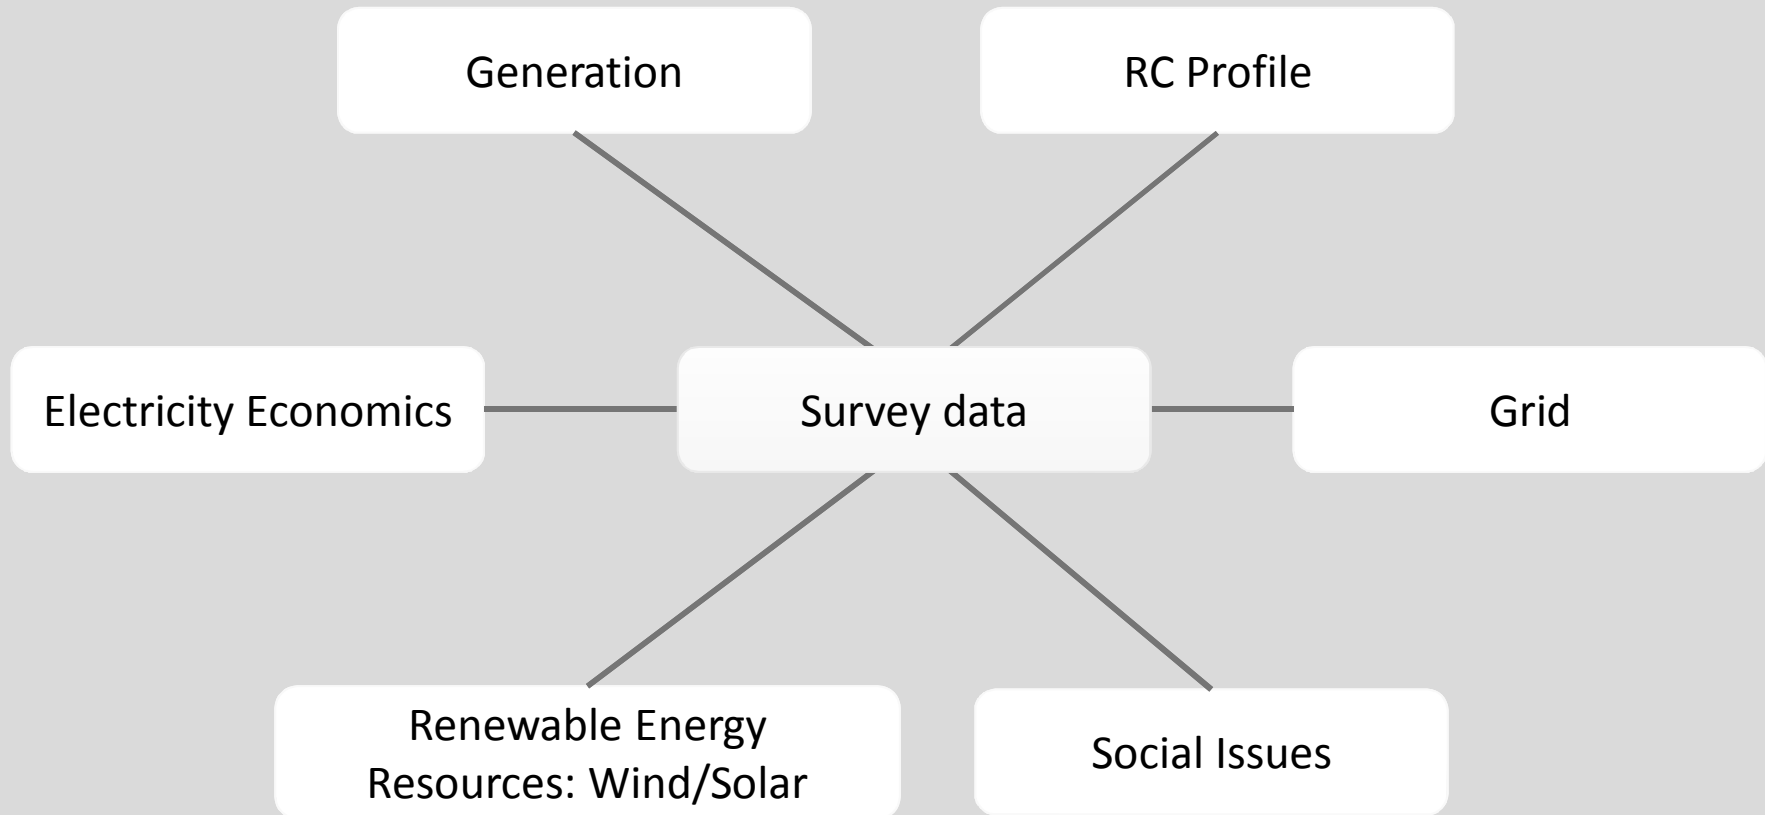 Generation
RC Profile
Electricity Economics
Survey data
Grid
Renewable Energy
Resources: Wind/Solar
Social Issues